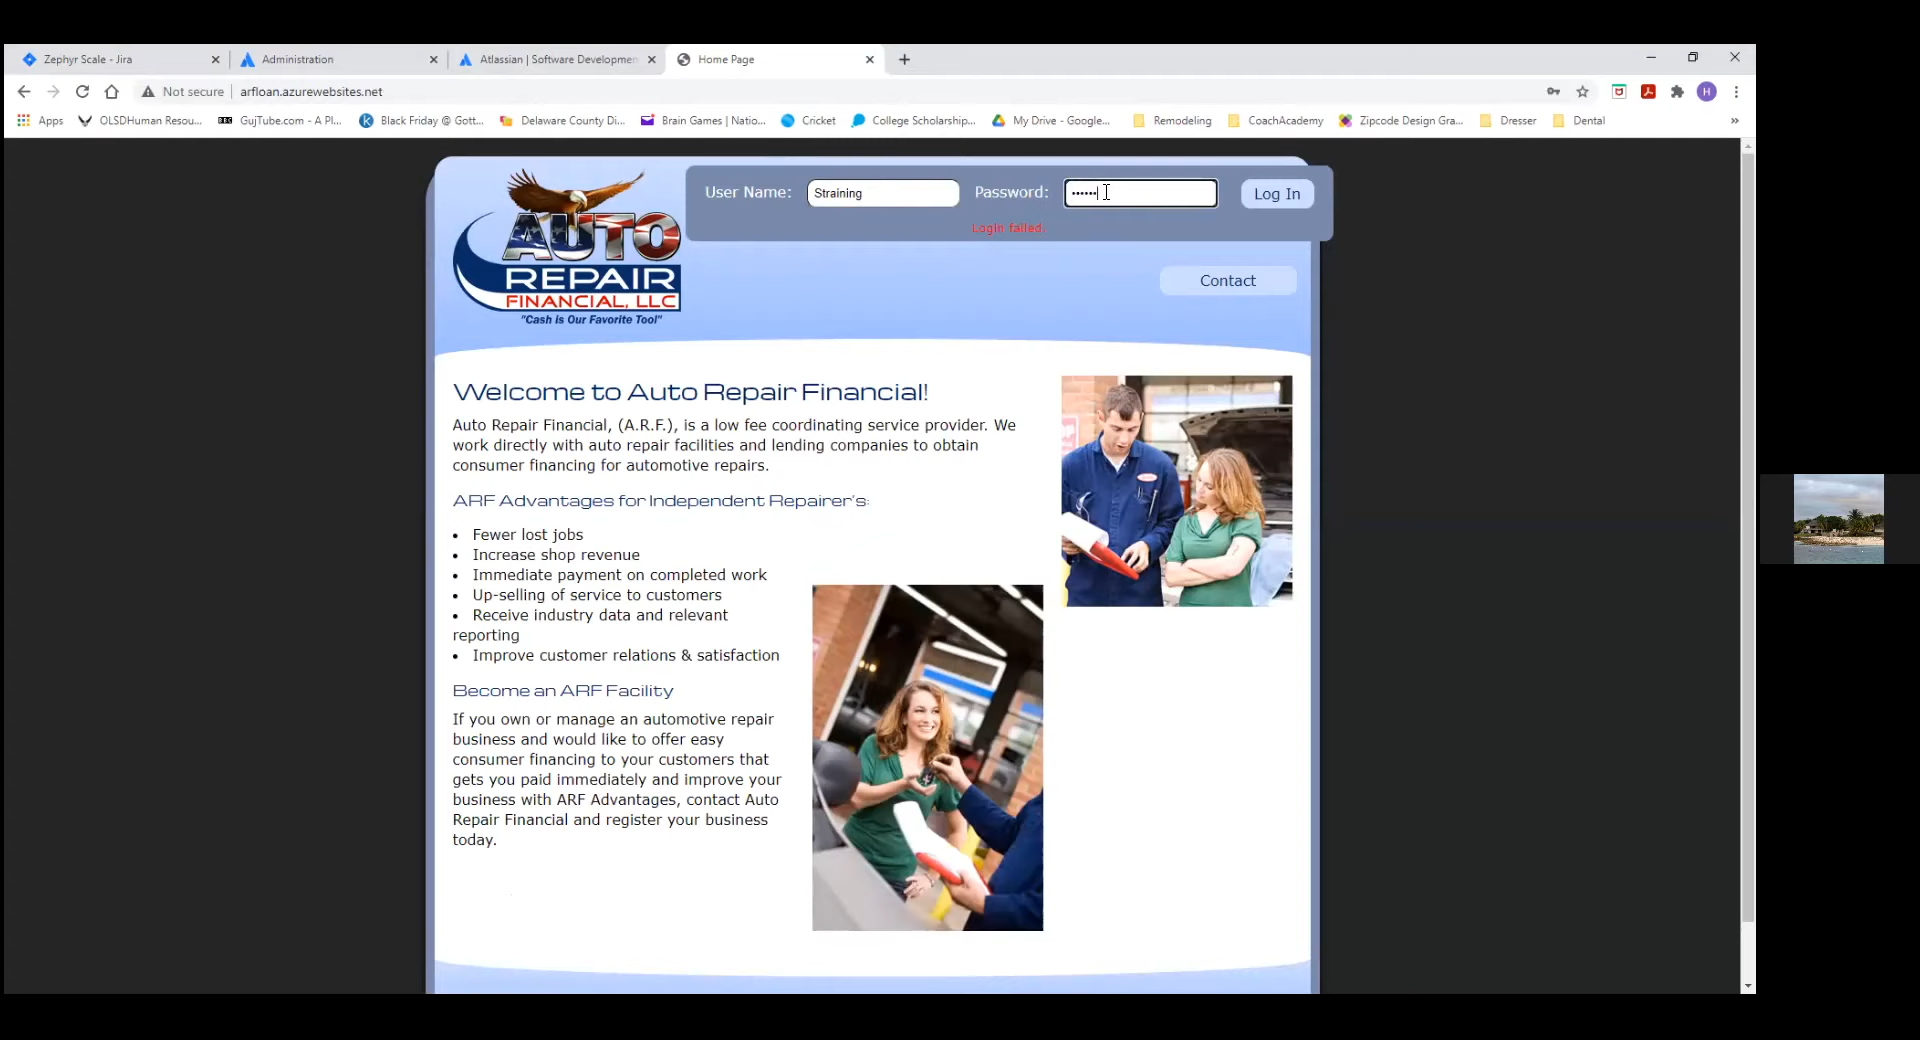 Zephyr Scale - Jira
Administration
Atlassian | Software Developmen
Home Page
Not secure
arfloan.azurewebsites.net
H
Apps
OLSDHuman Resou...
GujTube.com - A Pl...
Black Friday @ Gott...
Delaware County Di...
Brain Games | Natio...
Cricket
College Scholarship...
My Drive - Google...
Remodeling
CoachAcademy
Zipcode Design Gra...
Dresser
Dental
»
AUTO
REPAIR
FINANCIAL, LLC
"Cash is Our Favorite Tool"
User Name: Straining Password: •••••• Log In
Login failed.
Contact
Welcome to Auto Repair Financial!
Auto Repair Financial, (A.R.F.), is a low fee coordinating service provider. We
work directly with auto repair facilities and lending companies to obtain
consumer financing for automotive repairs.
ARF Advantages for Independent Repairer's:
• Fewer lost jobs
• Increase shop revenue
• Immediate payment on completed work
• Up-selling of service to customers
• Receive industry data and relevant
reporting
• Improve customer relations & satisfaction
Become an ARF Facility
If you own or manage an automotive repair
business and would like to offer easy
consumer financing to your customers that
gets you paid immediately and improve your
business with ARF Advantages, contact Auto
Repair Financial and register your business
today.